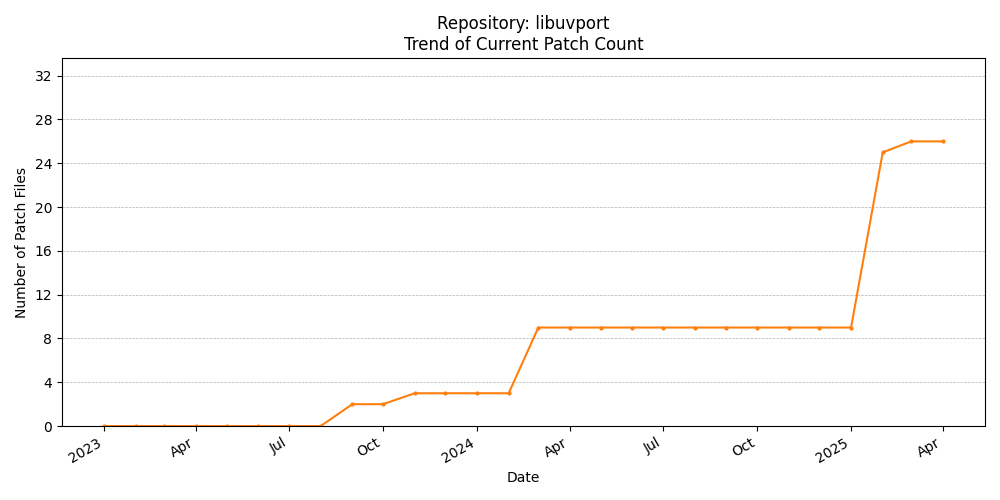 Repository: libuvport
Trend of Current Patch Count
Number of Patch Files
32
28
24
20
16
12
8
4
0
2023
Apr
Jul
Oct
2024
Apr
Jul
Oct
2025
Apr
Date